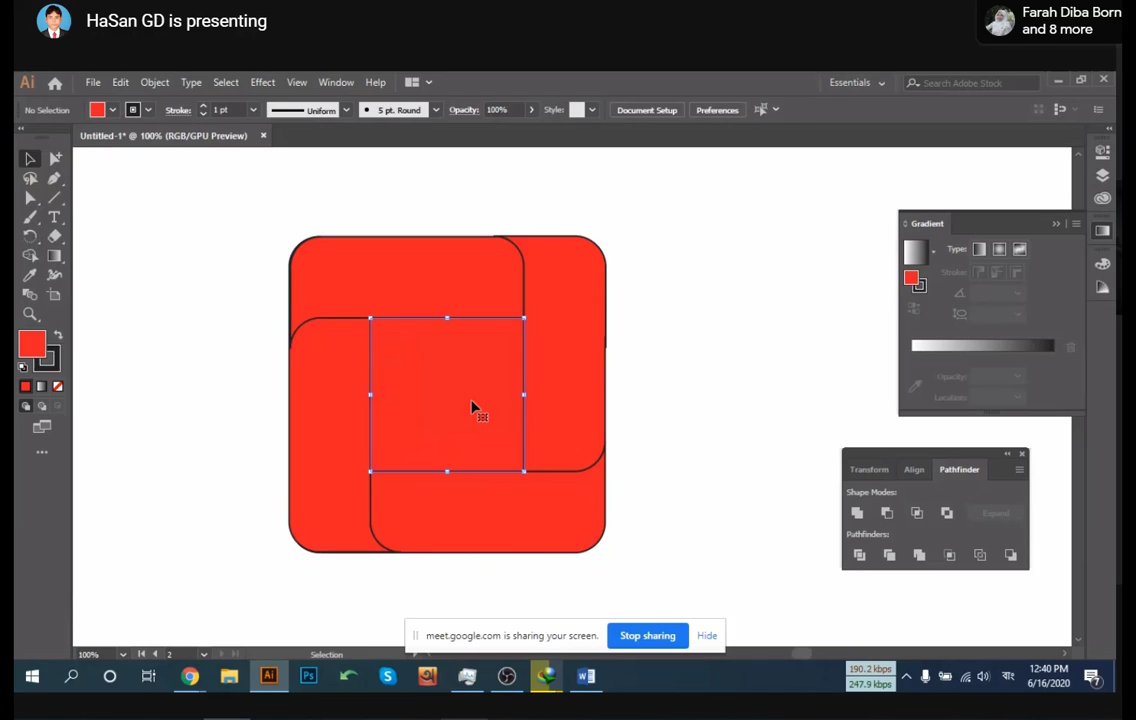 HaSan GD is presenting
Farah Diba Born
and 8 more
Ai File Edit Object Type Select Effect View Window Help
Essentials
Search Adobe Stock
No Selection
Stroke: 1 pt
Uniform
5 pt. Round
Opacity: 100%
Style:
Document Setup
Preferences
Untitled-1* @ 100% (RGB/GPU Preview)
Gradient
Type:
Stroke:
Opacity:
Location:
Transform Align Pathfinder
Shape Modes:
Expand
Pathfinders:
meet.google.com is sharing your screen.
Stop sharing
Hide
100%
2
Selection
Ai
Ps
190.2 kbps
247.9 kbps
বাং
12:40 PM
6/16/2020
7